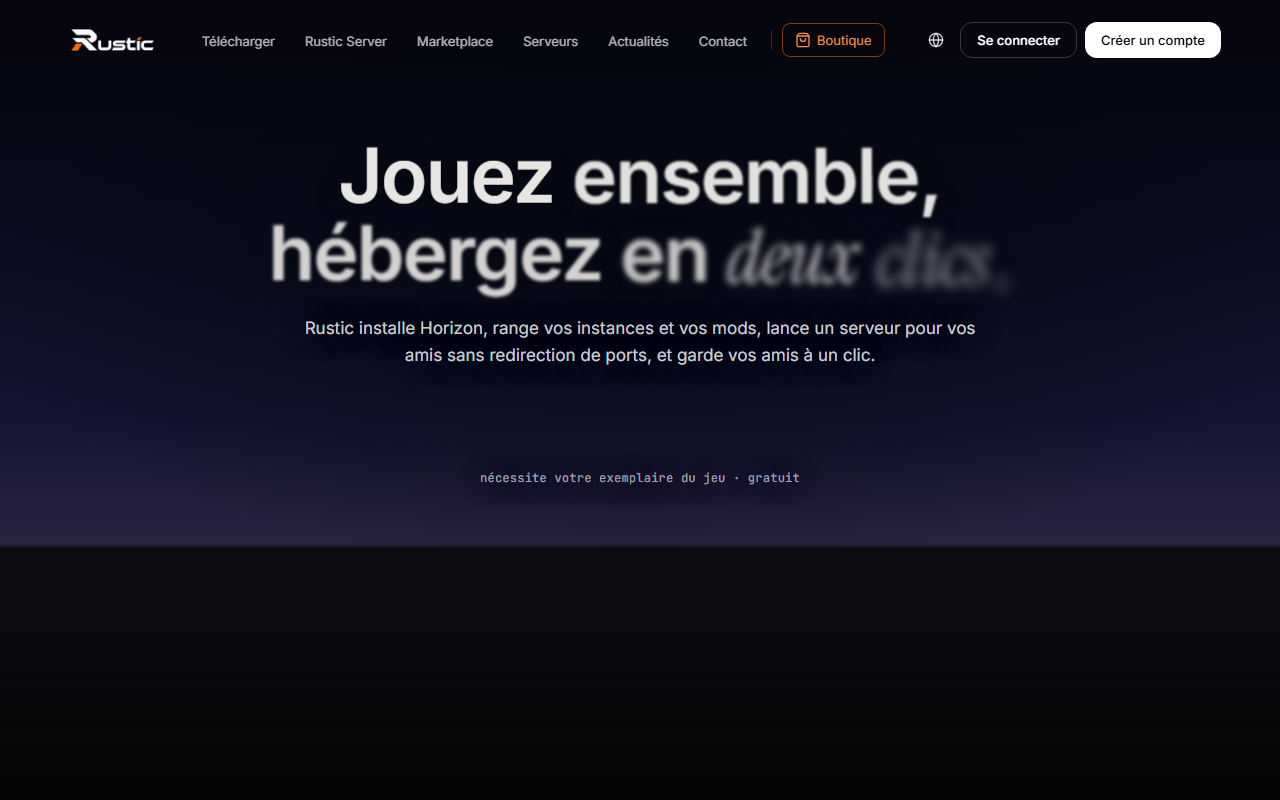 Rustic
Télécharger
Rustic Server
Marketplace
Serveurs
Actualités
Contact
Boutique
Se connecter
Créer un compte
Jouez ensemble,
hébergez en deux clics.
Rustic installe Horizon, range vos instances et vos mods, lance un serveur pour vos
amis sans redirection de ports, et garde vos amis à un clic.
nécessite votre exemplaire du jeu · gratuit